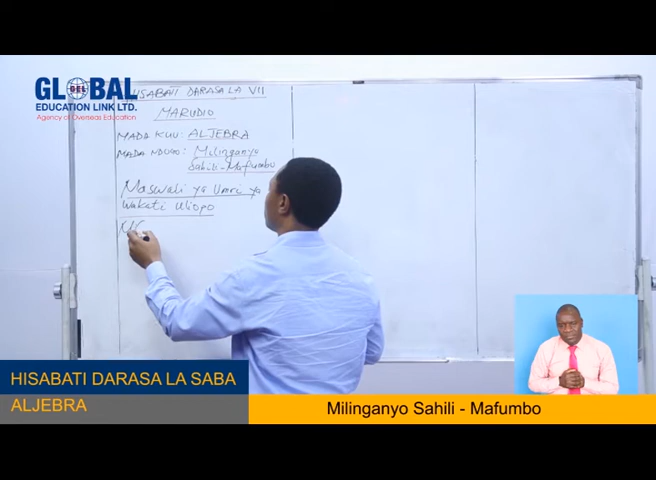 GLOBAL
GEL
EDUCATION LINK LTD.
Agency of Overseas Education
HISABATI DARASA LA VII
MARUDIO
MADA KUU: ALJEBRA
MADA NDOGO: Milinganyo
Sahili - Mafumbo
Maswali ya Umri ya
Wakati Uliopo
HISABATI DARASA LA SABA
ALJEBRA
Milinganyo Sahili - Mafumbo